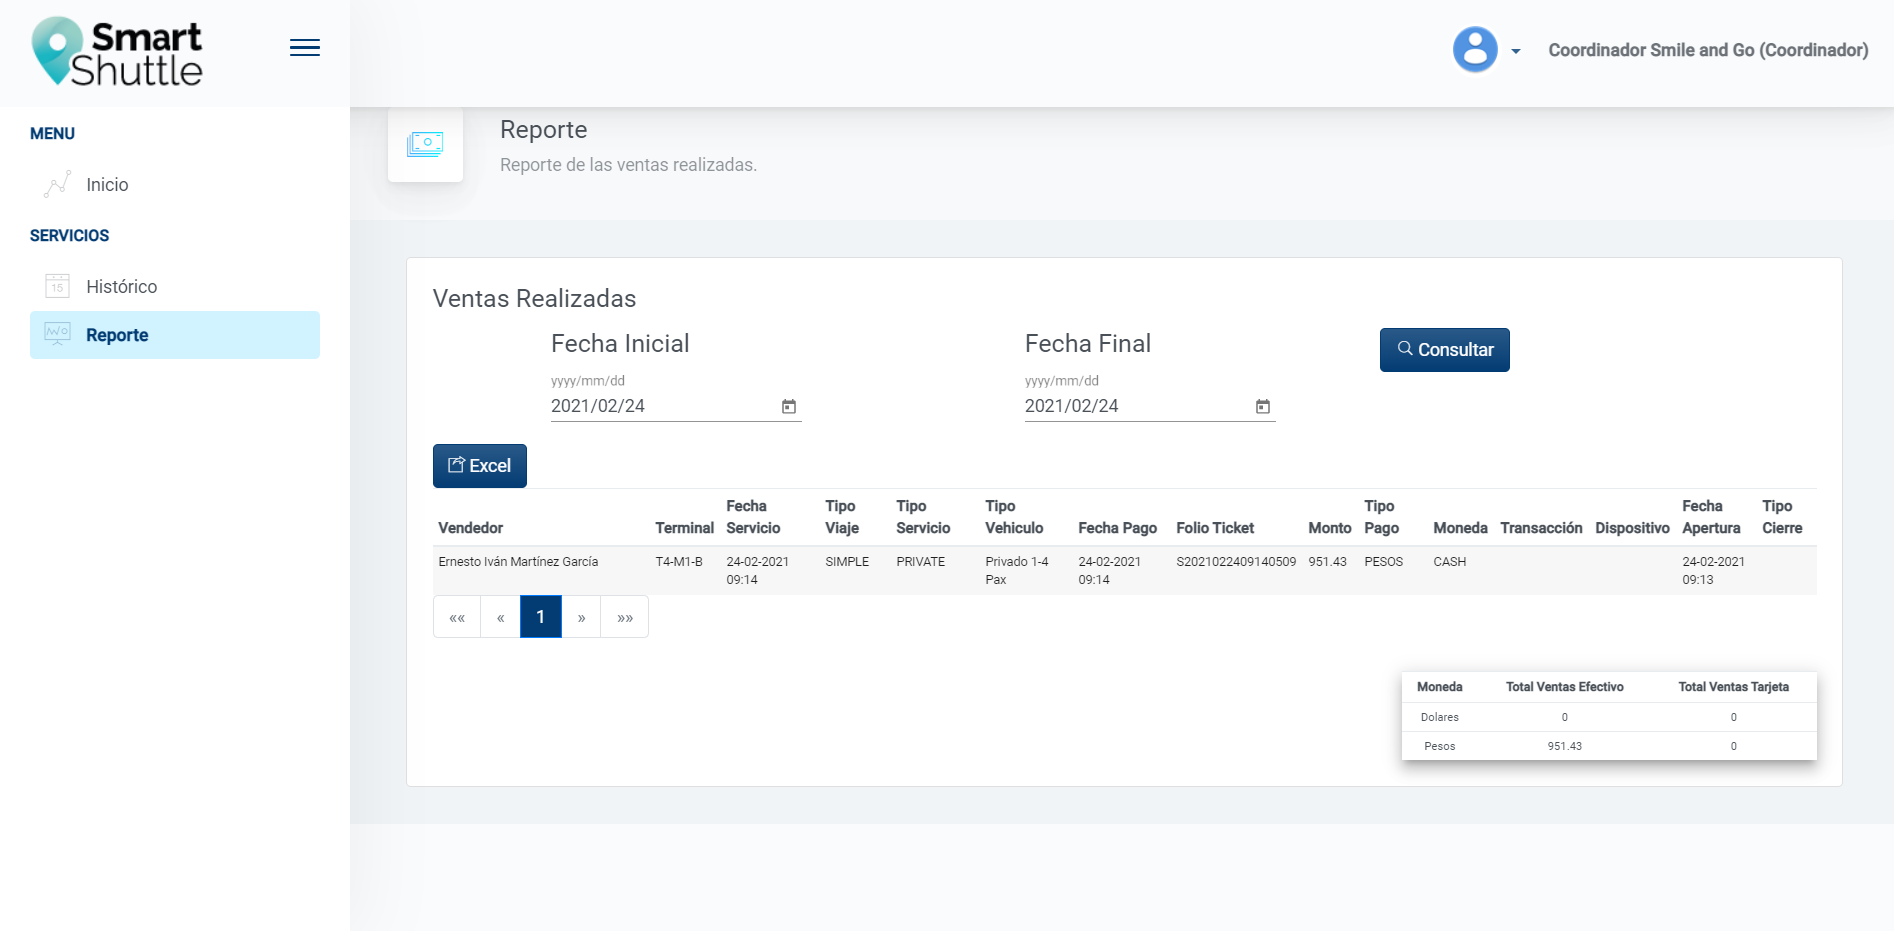 Smart
Shuttle
Coordinador Smile and Go (Coordinador)
MENU
Inicio
SERVICIOS
15
Histórico
Reporte
Reporte
Reporte de las ventas realizadas.
Ventas Realizadas
Fecha Inicial
yyyy/mm/dd
2021/02/24
Fecha Final
yyyy/mm/dd
2021/02/24
Consultar
Excel
Vendedor Terminal Fecha Servicio Tipo Viaje Tipo Servicio Tipo Vehiculo Fecha Pago Folio Ticket Monto Tipo Pago Moneda Transacción Dispositivo Fecha Apertura Tipo Cierre
Ernesto Iván Martínez García T4-M1-B 24-02-2021 09:14 SIMPLE PRIVATE Privado 1-4 Pax 24-02-2021 09:14 S2021022409140509 951.43 PESOS CASH 24-02-2021 09:13
«« « 1 » »»
Moneda Total Ventas Efectivo Total Ventas Tarjeta
Dolares 0 0
Pesos 951.43 0